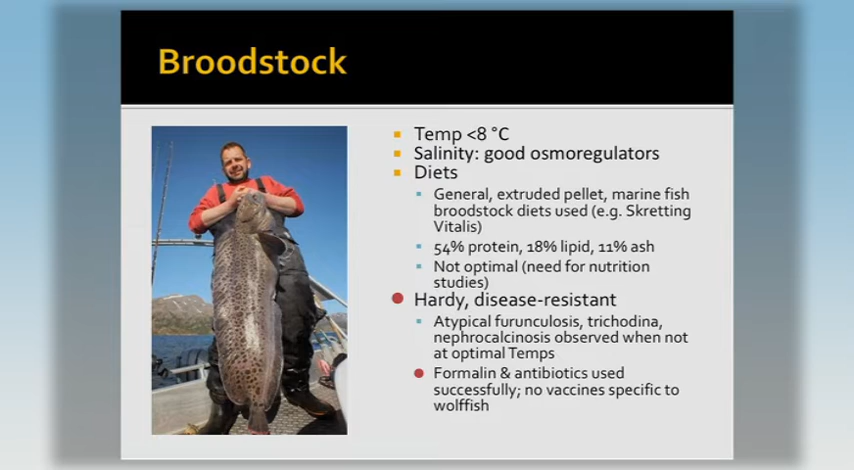 Broodstock
Temp <8 °C
Salinity: good osmoregulators
Diets
General, extruded pellet, marine fish
broodstock diets used (e.g. Skretting
Vitalis)
54% protein, 18% lipid, 11% ash
Not optimal (need for nutrition
studies)
Hardy, disease-resistant
Atypical furunculosis, trichodina,
nephrocalcinosis observed when not
at optimal Temps
Formalin & antibiotics used
successfully; no vaccines specific to
wolffish